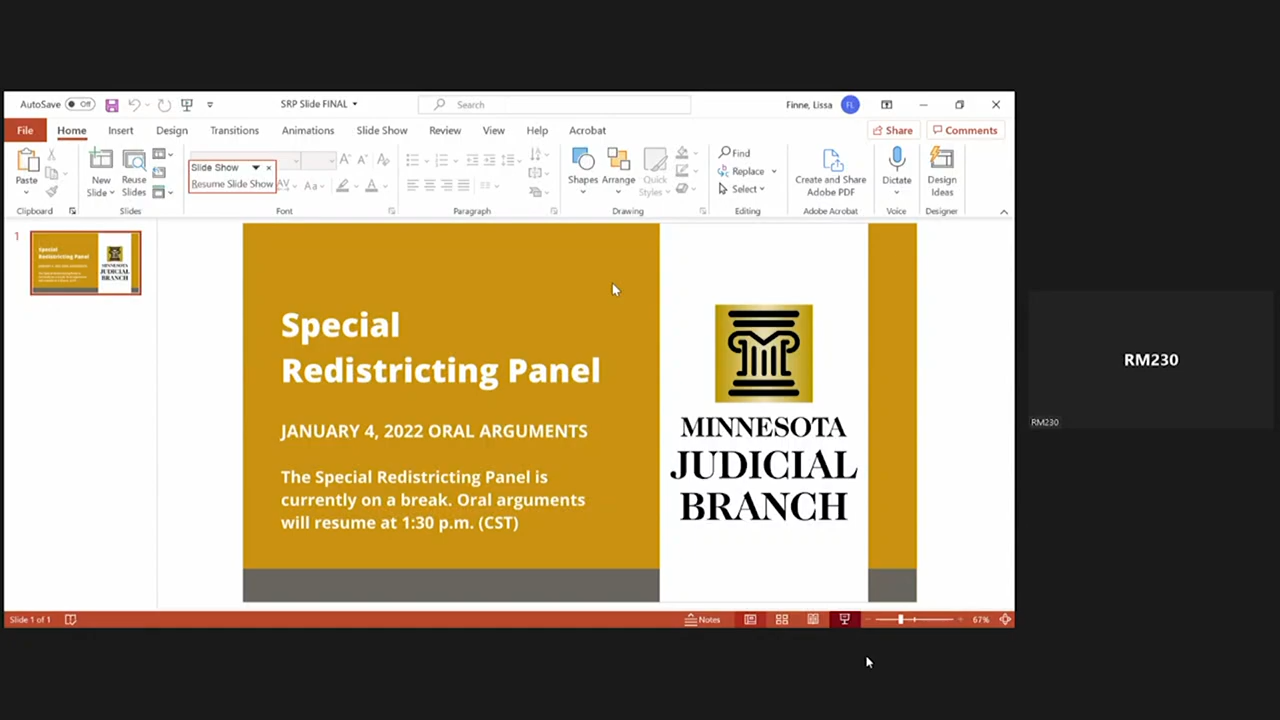 AutoSave Off
SRP Slide FINAL
Search
Finne, Lissa FL
File Home Insert Design Transitions Animations Slide Show Review View Help Acrobat
Share Comments
Slide Show
Resume Slide Show
Paste
New
Slides
Reuse
Slides
Aa
A
Shapes Arrange Quick
Styles
Find
Replace
Select
Create and Share
Adobe PDF
Dictate
Design
Ideas
Clipboard Slides Font Paragraph Drawing Editing Adobe Acrobat Voice Designer
1
Special
Redistricting Panel
JANUARY 4, 2022 ORAL ARGUMENTS
The Special Redistricting Panel is
currently on a break. Oral arguments
will resume at 1:30 p.m. (CST)
MINNESOTA
JUDICIAL
BRANCH
RM230
RM230
Slide 1 of 1
Notes
67%